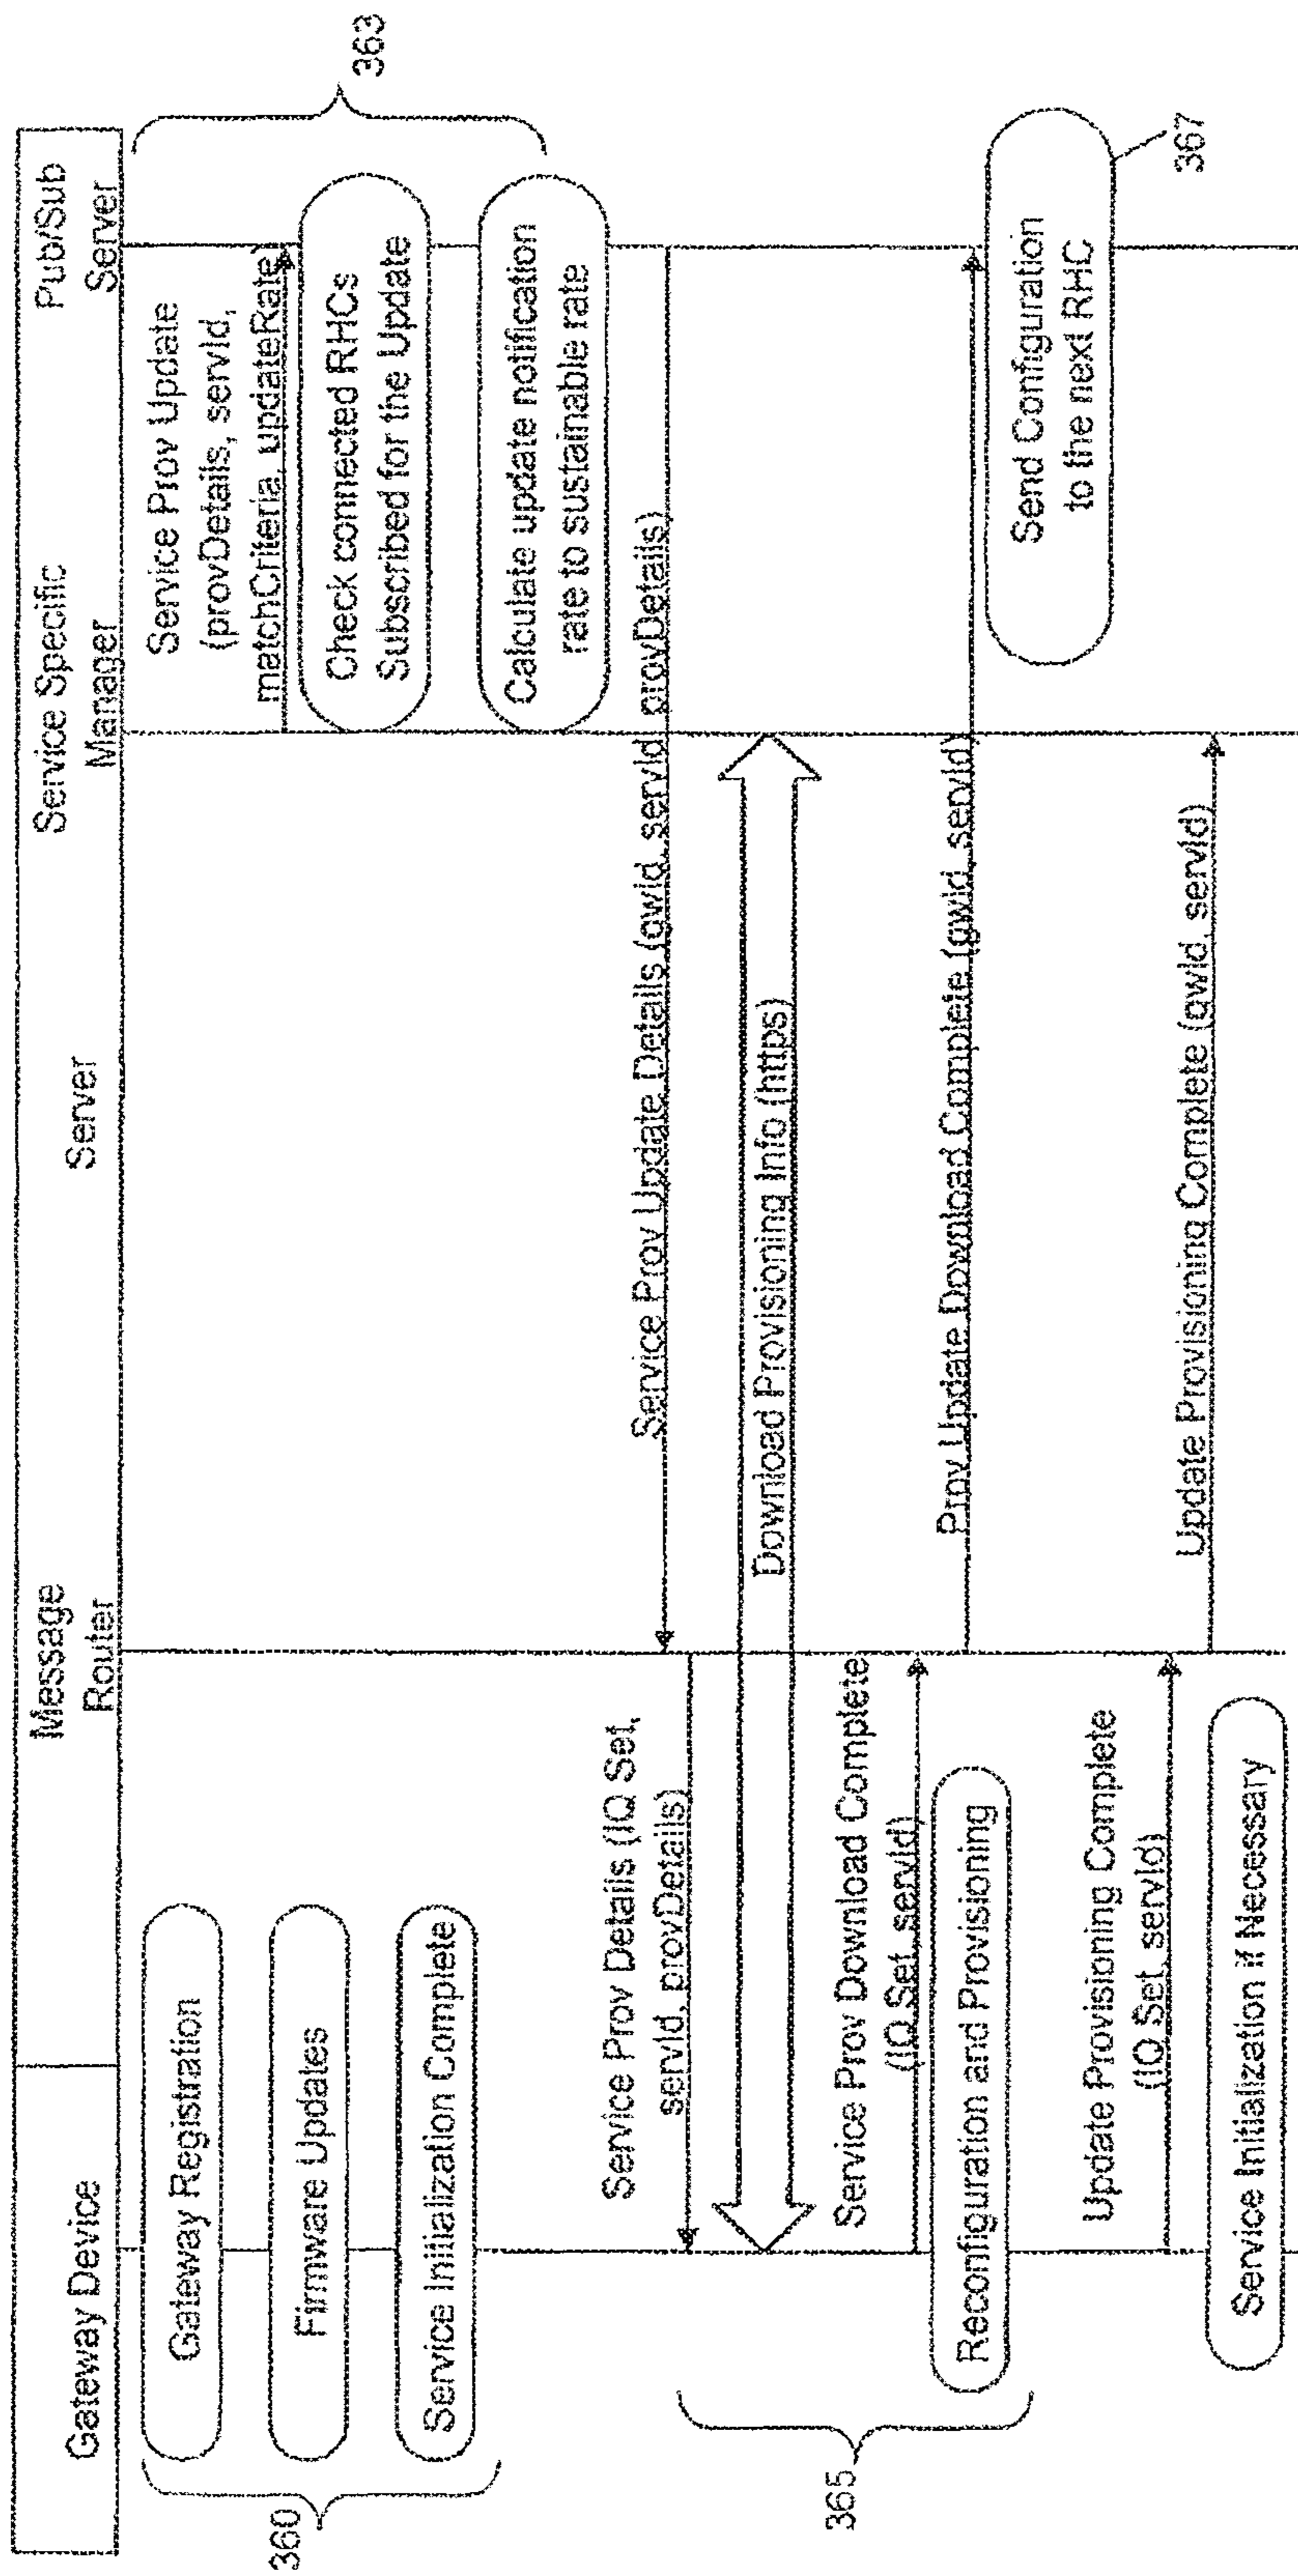 Gateway Device
Message
Router
Server
Service Specific
Manager
Pub/Sub
Server
Gateway Registration
Firmware Updates
Service Initialization Complete
360
Service Prov Update
(provDetails, servId,
matchCriteria, updateRate)
Check connected RHCs
Subscribed for the Update
Calculate update notification
rate to sustainable rate
363
Service Prov Update Details (gwId, servId, provDetails)
Service Prov Details (IQ Set,
servId, provDetails)
Download Provisioning Info (https)
Service Prov Download Complete
(IQ Set, servId)
Prov Update Download Complete (gwId, servId)
Reconfiguration and Provisioning
365
Send Configuration
to the next RHC
367
Update Provisioning Complete
(IQ Set, servId)
Update Provisioning Complete (gwId, servId)
Service Initialization if Necessary